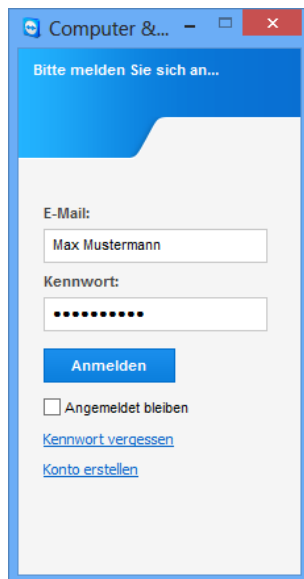 Computer &...
Bitte melden Sie sich an...
E-Mail:
Max Mustermann
Kennwort:
••••••••••
Anmelden
Angemeldet bleiben
Kennwort vergessen
Konto erstellen